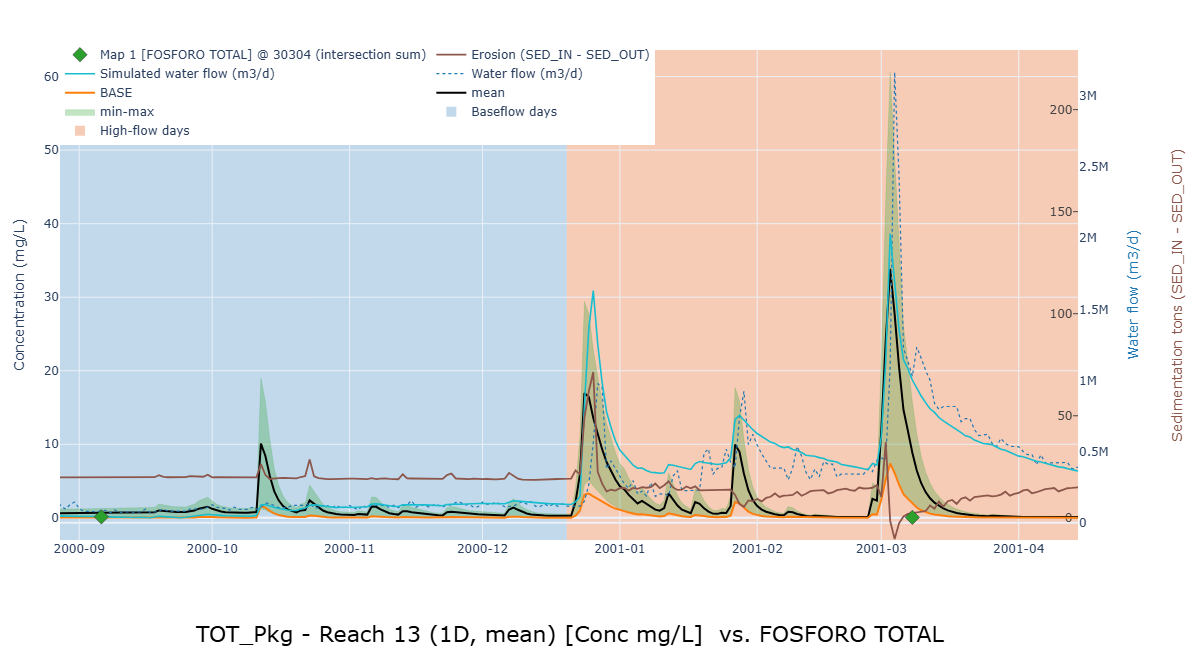 Map 1 [FOSFORO TOTAL] @ 30304 (intersection sum)
Erosion (SED_IN - SED_OUT)
Simulated water flow (m3/d)
Water flow (m3/d)
BASE
mean
min-max
Baseflow days
High-flow days
60
50
40
30
20
10
0
Concentration (mg/L)
200
150
100
50
0
3M
2.5M
2M
1.5M
1M
0.5M
0
Water flow (m3/d)
Sedimentation tons (SED_IN - SED_OUT)
2000-09
2000-10
2000-11
2000-12
2001-01
2001-02
2001-03
2001-04
TOT_Pkg - Reach 13 (1D, mean) [Conc mg/L] vs. FOSFORO TOTAL